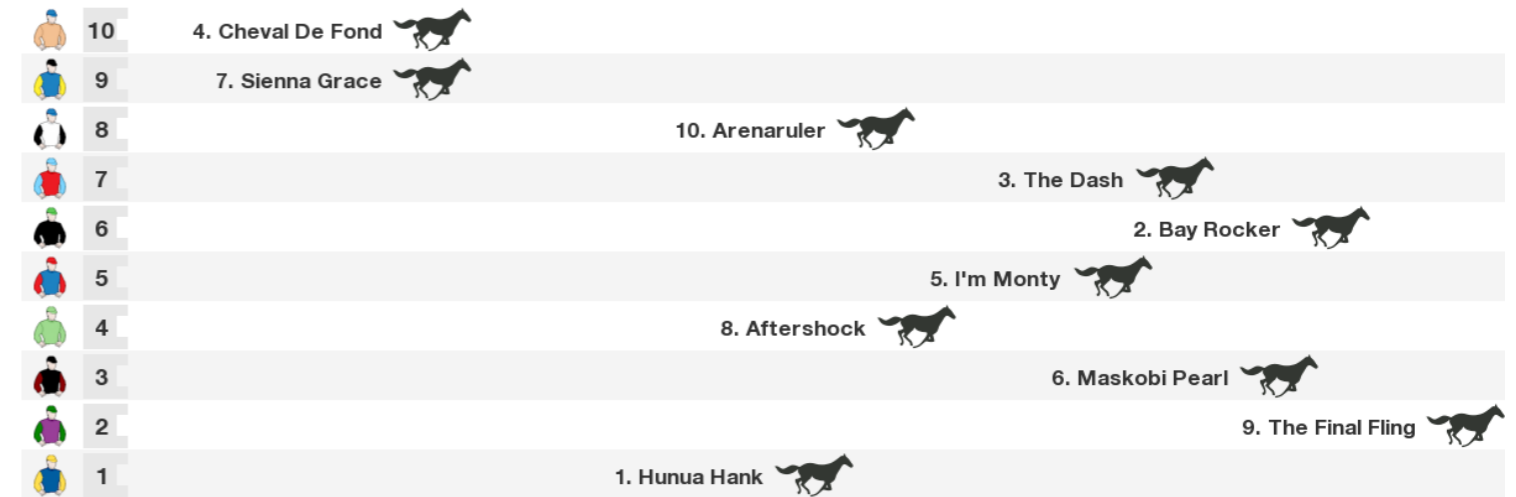 10 4. Cheval De Fond
9 7. Sienna Grace
8 10. Arenaruler
7 3. The Dash
6 2. Bay Rocker
5 5. I'm Monty
4 8. Aftershock
3 6. Maskobi Pearl
2 9. The Final Fling
1 1. Hunua Hank